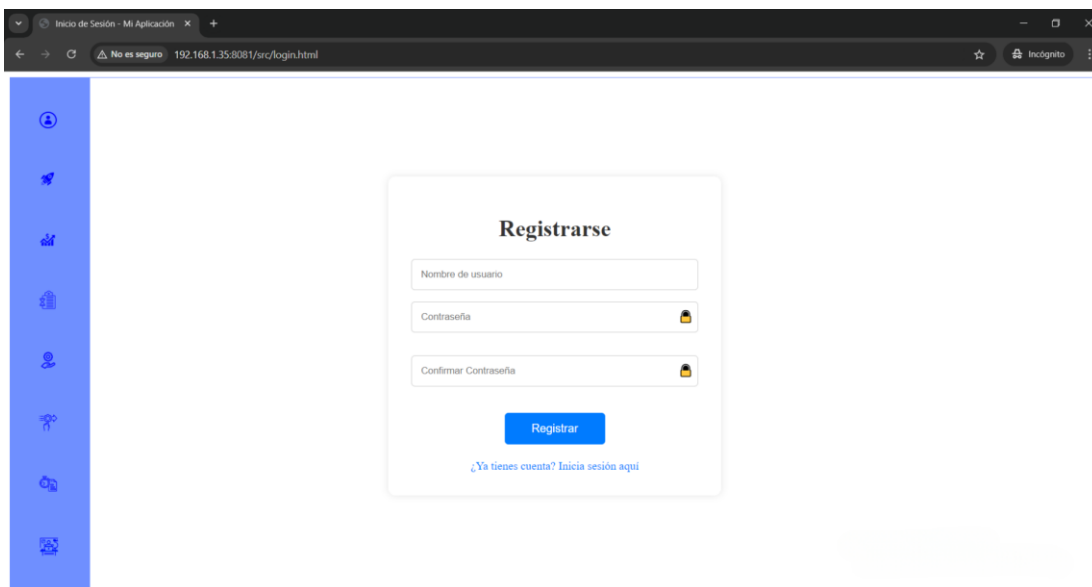 Inicio de Sesión - Mi Aplicación
No es seguro 192.168.1.35:8081/src/login.html
Incógnito
Registrarse
Nombre de usuario
Contraseña
Confirmar Contraseña
Registrar
¿Ya tienes cuenta? Inicia sesión aquí